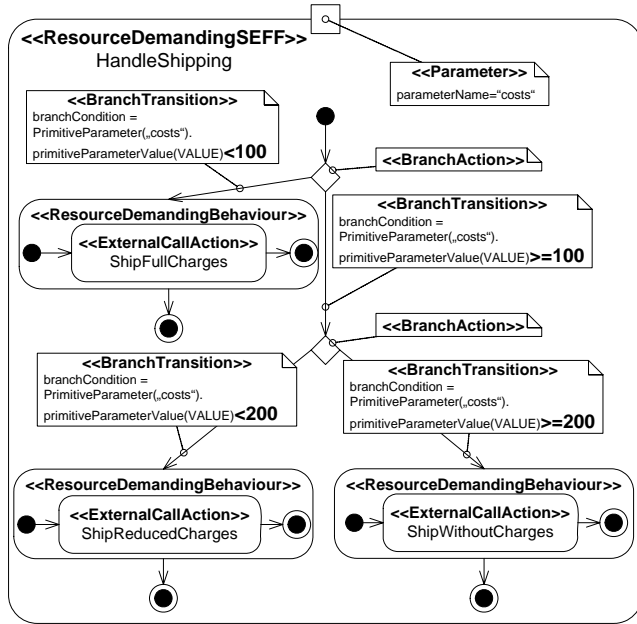 <<ResourceDemandingSEFF>>
HandleShipping
<<Parameter>>
parameterName="costs"
<<BranchTransition>>
branchCondition =
PrimitiveParameter(„costs“).
primitiveParameterValue(VALUE)<100
<<BranchAction>>
<<BranchTransition>>
branchCondition =
PrimitiveParameter(„costs“).
primitiveParameterValue(VALUE)>=100
<<ResourceDemandingBehaviour>>
<<ExternalCallAction>>
ShipFullCharges
<<BranchAction>>
<<BranchTransition>>
branchCondition =
PrimitiveParameter(„costs“).
primitiveParameterValue(VALUE)<200
<<BranchTransition>>
branchCondition =
PrimitiveParameter(„costs“).
primitiveParameterValue(VALUE)>=200
<<ResourceDemandingBehaviour>>
<<ExternalCallAction>>
ShipReducedCharges
<<ResourceDemandingBehaviour>>
<<ExternalCallAction>>
ShipWithoutCharges